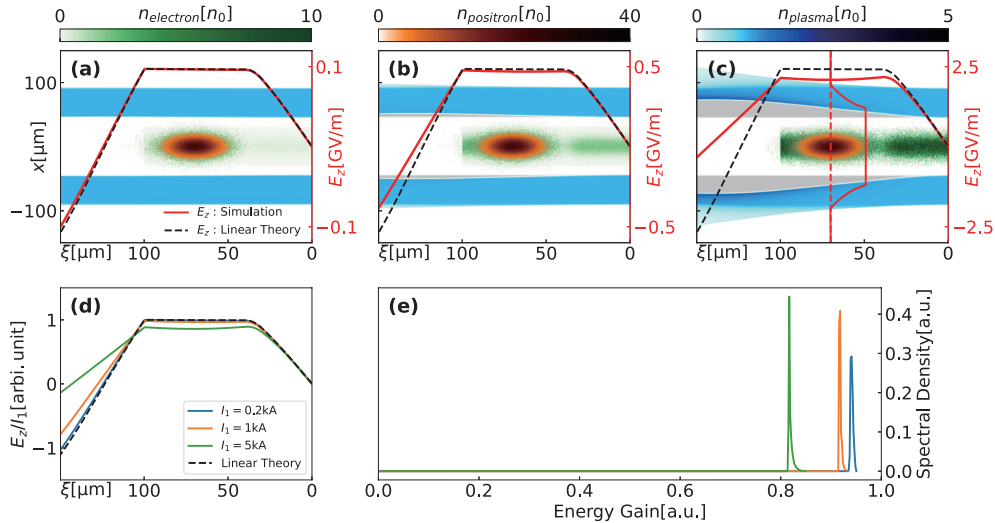 n_electron[n_0]
0 10
n_positron[n_0]
0 40
n_plasma[n_0]
0 5
(a)
x[μm]
100
−100
0.1
−0.1
E_z[GV/m]
E_z : Simulation
E_z : Linear Theory
ξ[μm] 100 50 0
(b)
0.5
−0.5
E_z[GV/m]
ξ[μm] 100 50 0
(c)
2.5
−2.5
E_z[GV/m]
ξ[μm] 100 50 0
(d)
E_z/I_1[arbi. unit]
1
0
−1
I_1 = 0.2kA
I_1 = 1kA
I_1 = 5kA
Linear Theory
ξ[μm] 100 50 0
(e)
0.4
0.3
0.2
0.1
0.0
Spectral Density[a.u.]
0.0 0.2 0.4 0.6 0.8 1.0
Energy Gain[a.u.]